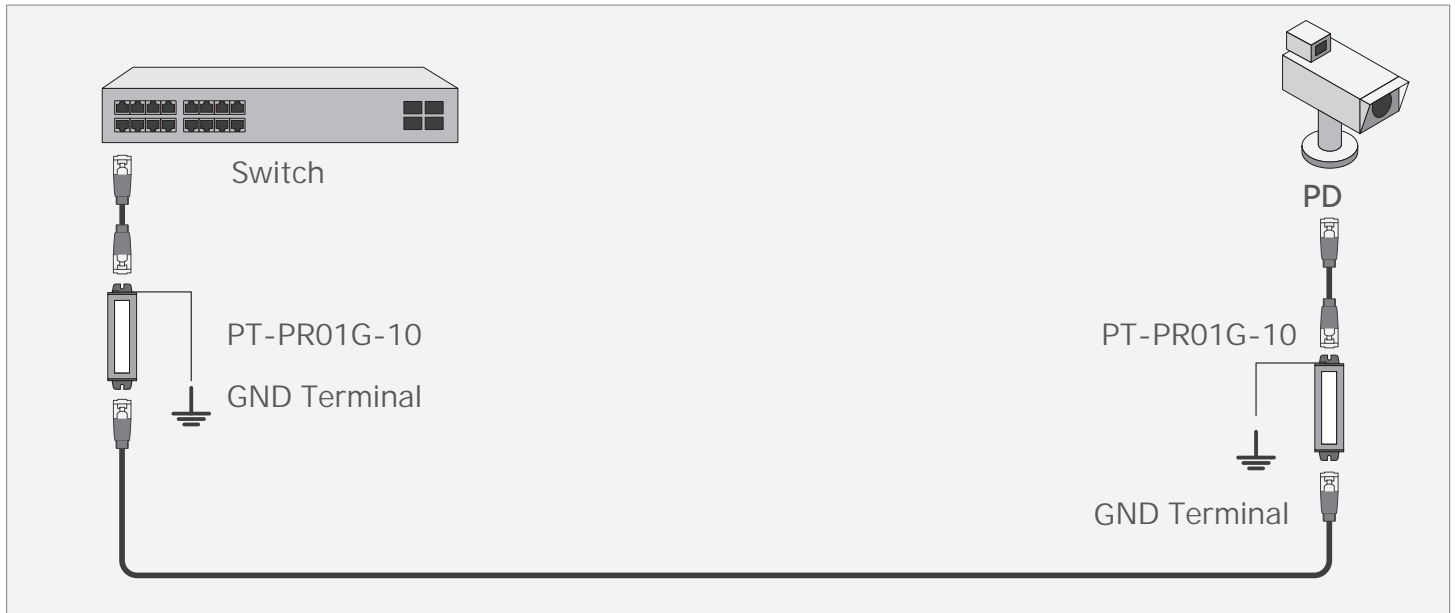 Switch
PD
PT-PR01G-10
PT-PR01G-10
GND Terminal
GND Terminal